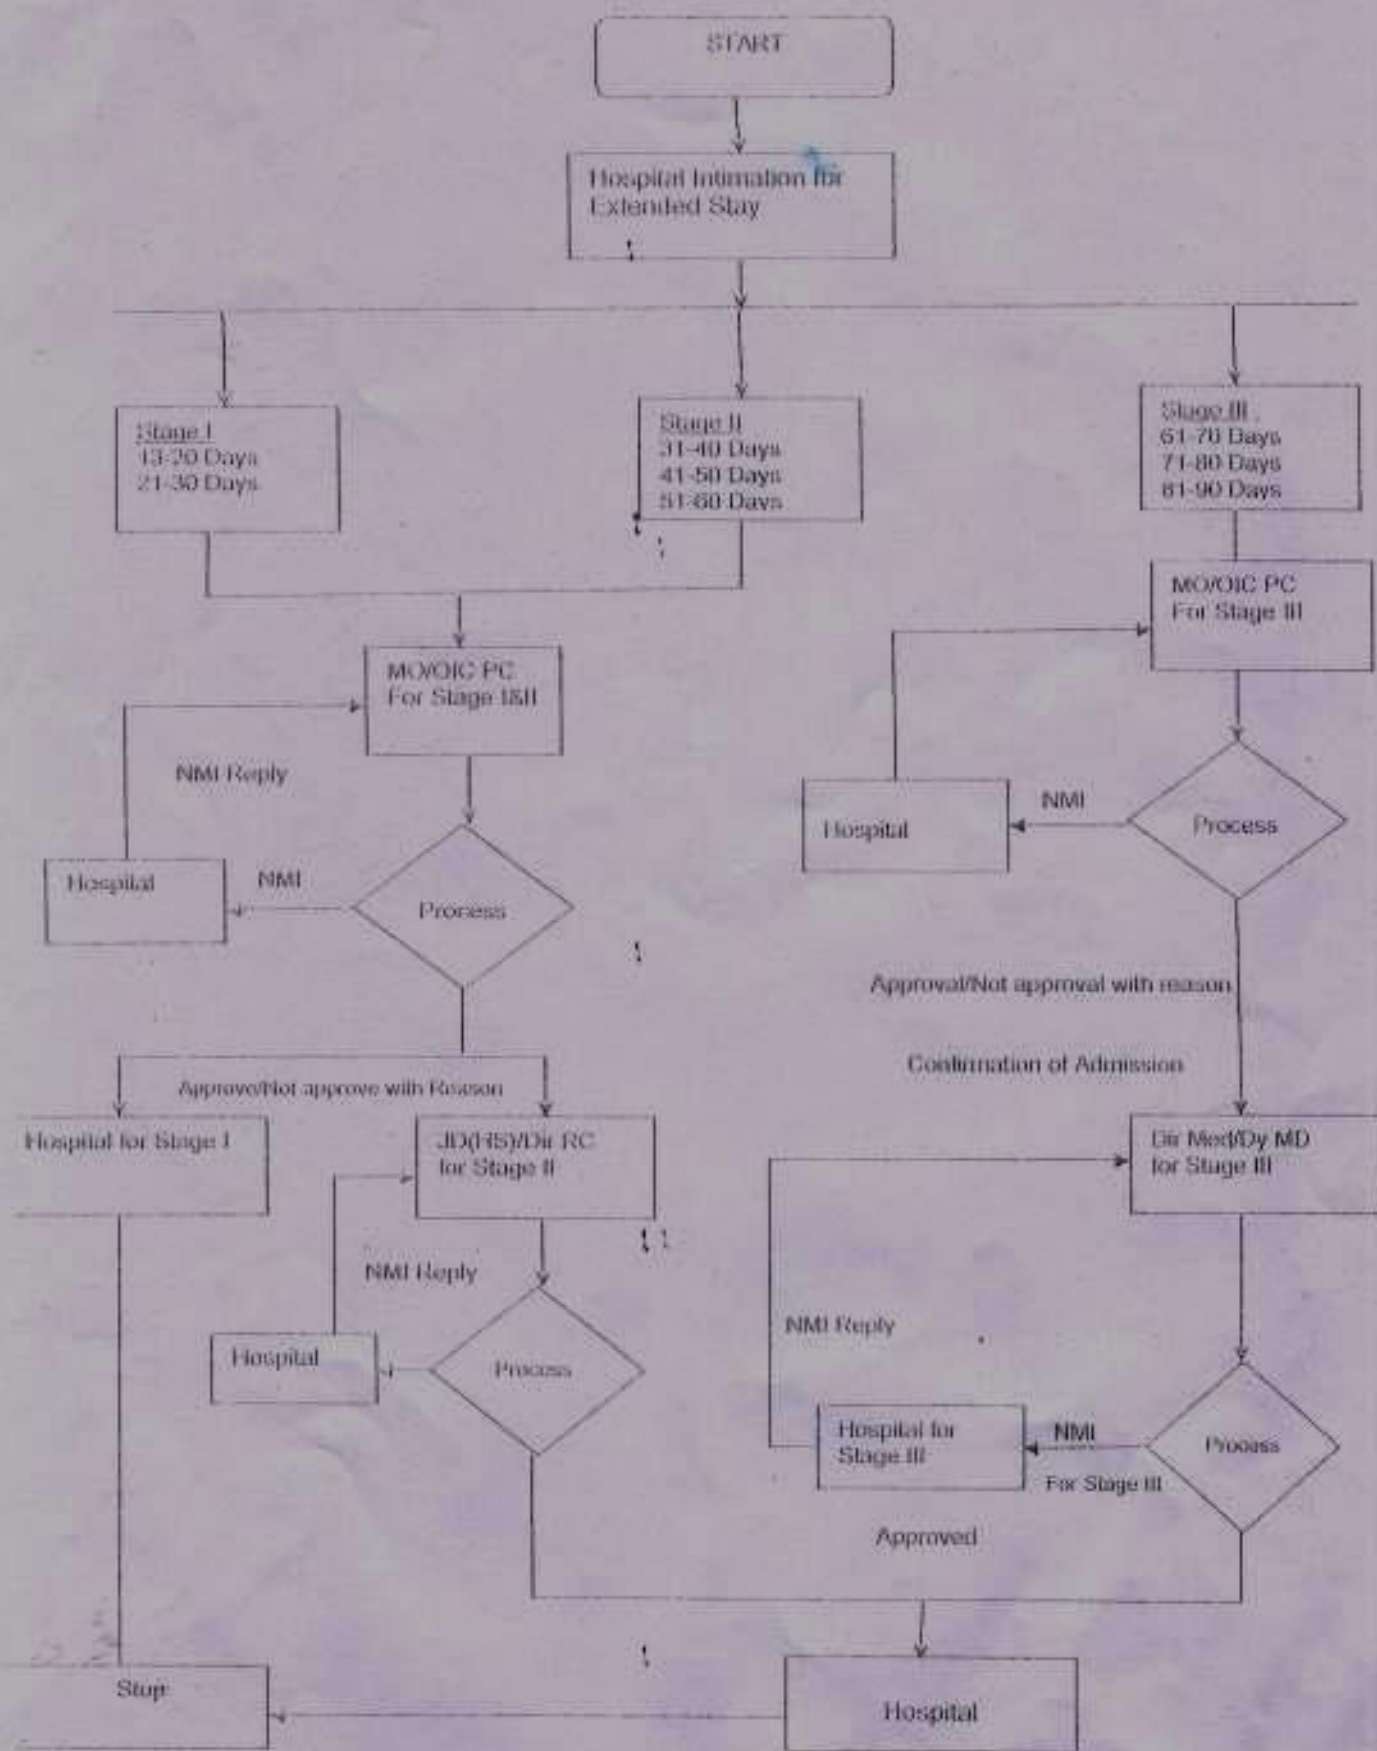 START
Hospital Intimation for
Extended Stay
Stage I
13-20 Days
21-30 Days
Stage II
31-40 Days
41-50 Days
51-60 Days
Stage III
61-70 Days
71-80 Days
81-90 Days
MO/OIC PC
For Stage III
MO/OIC PC
For Stage I&II
NMI Reply
Hospital
NMI
Process
Hospital
NMI
Process
Approval/Not approval with reason
Confirmation of Admission
Approve/Not approve with Reason
Hospital for Stage I
JD(HS)/Dir RC
for Stage II
Dir Med/Dy MD
for Stage III
NMI Reply
Hospital
Process
NMI Reply
Hospital for
Stage III
NMI
For Stage III
Process
Approved
Stop
Hospital